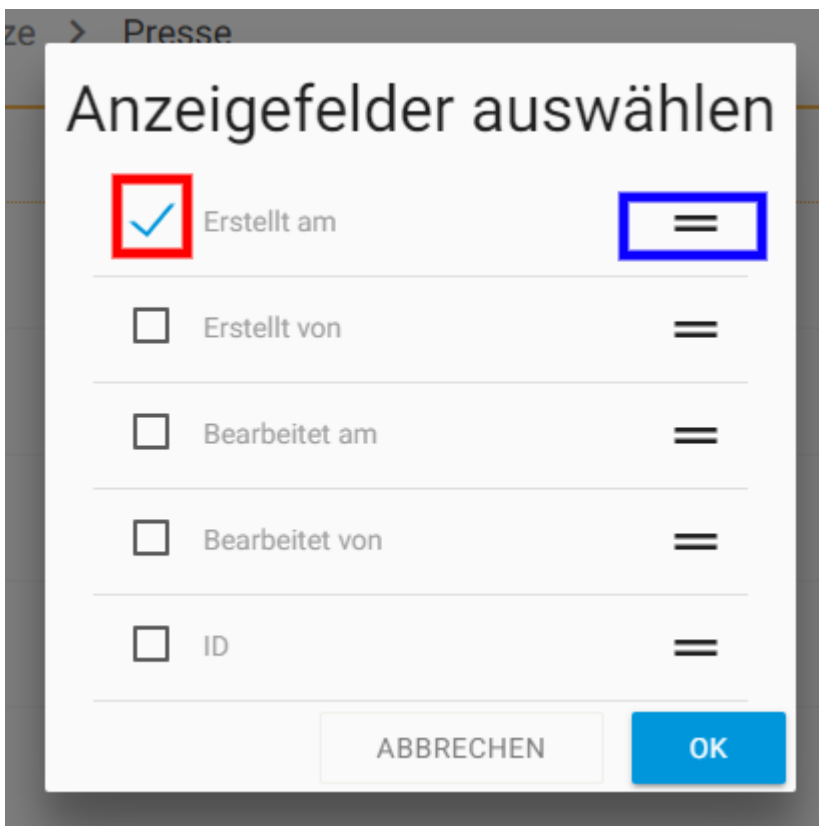 ze > Presse
Anzeigefelder auswählen
Erstellt am
Erstellt von
Bearbeitet am
Bearbeitet von
ID
ABBRECHEN
OK